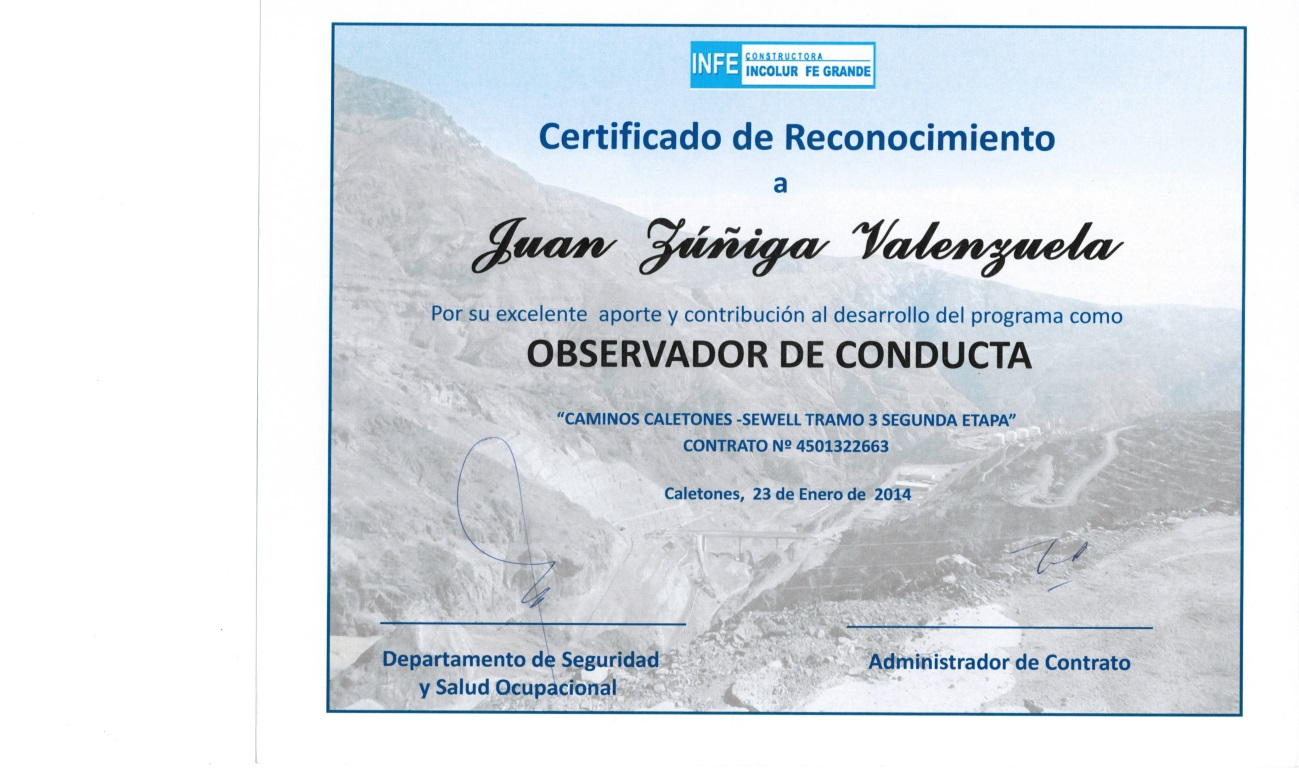 INFE CONSTRUCTORA
INCOLUR FE GRANDE
Certificado de Reconocimiento
a
Juan Zúñiga Valenzuela
Por su excelente aporte y contribución al desarrollo del programa como
OBSERVADOR DE CONDUCTA
“CAMINOS CALETONES -SEWELL TRAMO 3 SEGUNDA ETAPA”
CONTRATO Nº 4501322663
Caletones, 23 de Enero de 2014
Departamento de Seguridad
y Salud Ocupacional
Administrador de Contrato